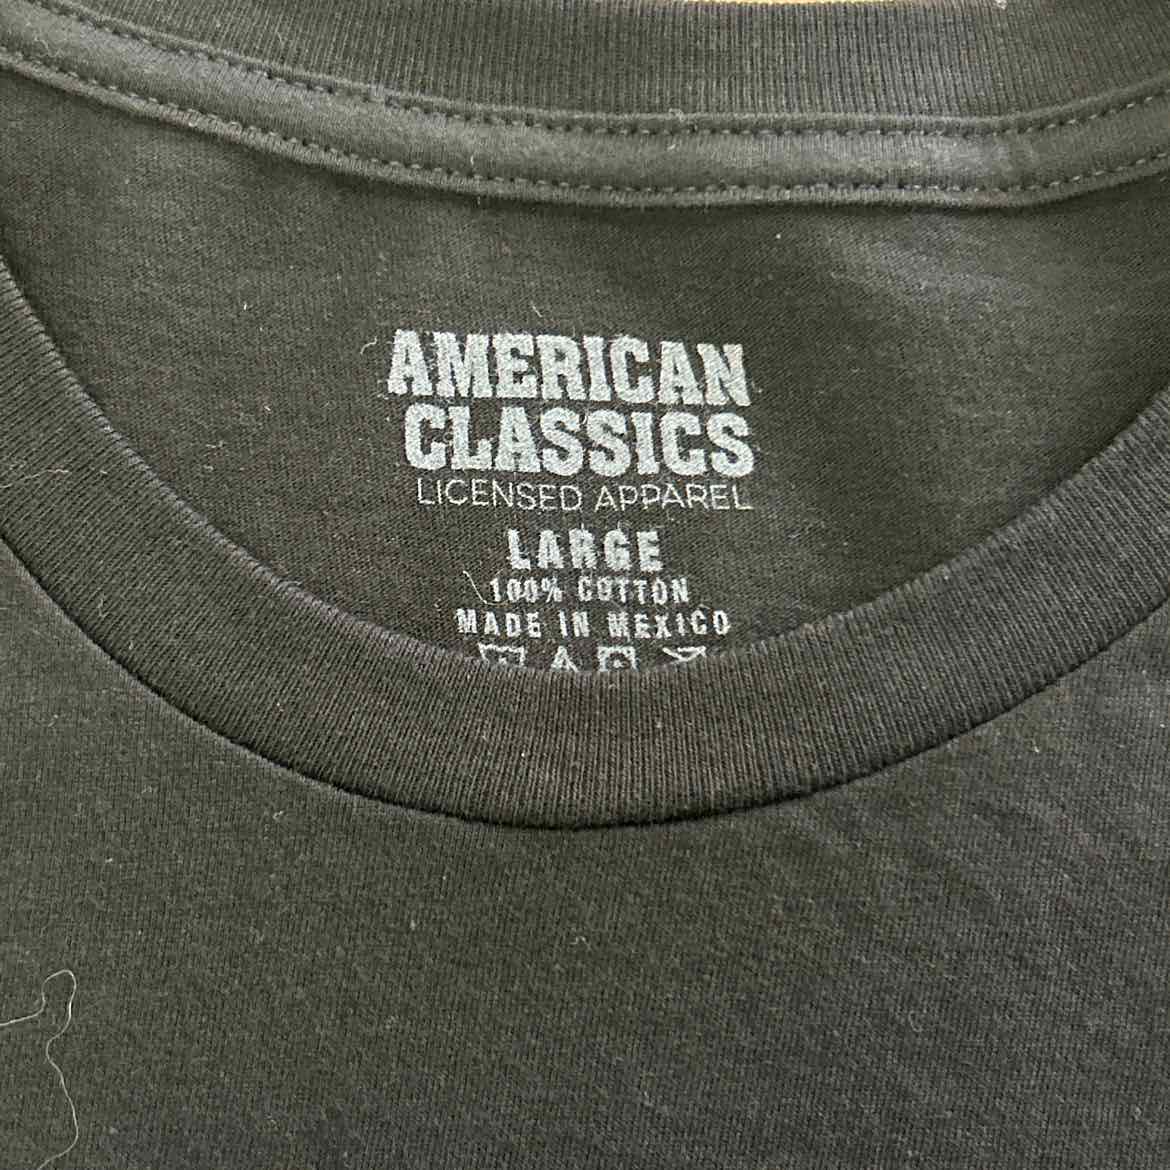 AMERICAN
CLASSICS
LICENSED APPAREL
LARGE
100% COTTON
MADE IN MEXICO